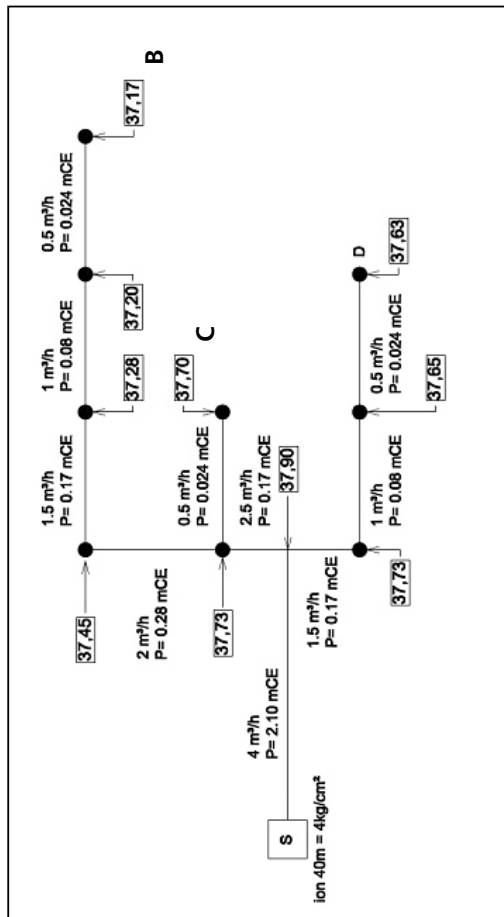 1.5 m³/h
P= 0.17 mCE
1 m³/h
P= 0.08 mCE
0.5 m³/h
P= 0.024 mCE
37,45
37,28
37,20
37,17
B
2 m³/h
P= 0.28 mCE
37,70
C
0.5 m³/h
P= 0.024 mCE
37,73
2.5 m³/h
P= 0.17 mCE
37,90
4 m³/h
P= 2.10 mCE
S
ion 40m = 4kg/cm²
1.5 m³/h
P= 0.17 mCE
D
1 m³/h
P= 0.08 mCE
0.5 m³/h
P= 0.024 mCE
37,73
37,65
37,63